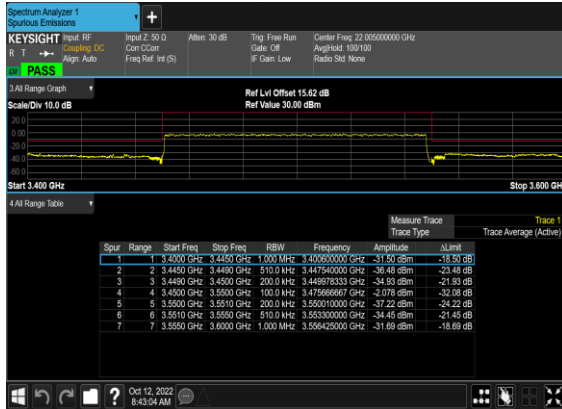 Spectrum Analyzer 1
Spurious Emissions
KEYSIGHT
R T
Input: RF
Coupling: DC
Align: Auto
Input Z: 50 Ω
Corr CCorr
Freq Ref: Int (S)
Atten: 30 dB
Trig: Free Run
Gate: Off
IF Gain: Low
Center Freq: 22.005000000 GHz
Avg|Hold: 100/100
Radio Std: None
PASS
3 All Range Graph
Scale/Div 10.0 dB
Ref Lvl Offset 15.62 dB
Ref Value 30.00 dBm
20.0
0.00
-20.0
-40.0
-60.0
Start 3.400 GHz
Stop 3.600 GH
4 All Range Table
Measure Trace Trace 1
Trace Type Trace Average (Active)
Spur Range Start Freq Stop Freq RBW Frequency Amplitude ΔLimit
1 1 3.4000 GHz 3.4450 GHz 1.000 MHz 3.400600000 GHz -31.50 dBm -18.50 dB
2 2 3.4450 GHz 3.4490 GHz 510.0 kHz 3.447540000 GHz -36.48 dBm -23.48 dB
3 3 3.4490 GHz 3.4500 GHz 200.0 kHz 3.449978333 GHz -34.93 dBm -21.93 dB
4 4 3.4500 GHz 3.5500 GHz 100.0 kHz 3.475666667 GHz -2.078 dBm -32.08 dB
5 5 3.5500 GHz 3.5510 GHz 200.0 kHz 3.550010000 GHz -37.22 dBm -24.22 dB
6 6 3.5510 GHz 3.5550 GHz 510.0 kHz 3.553300000 GHz -34.45 dBm -21.45 dB
7 7 3.5550 GHz 3.6000 GHz 1.000 MHz 3.556425000 GHz -31.69 dBm -18.69 dB
Oct 12, 2022
8:43:04 AM